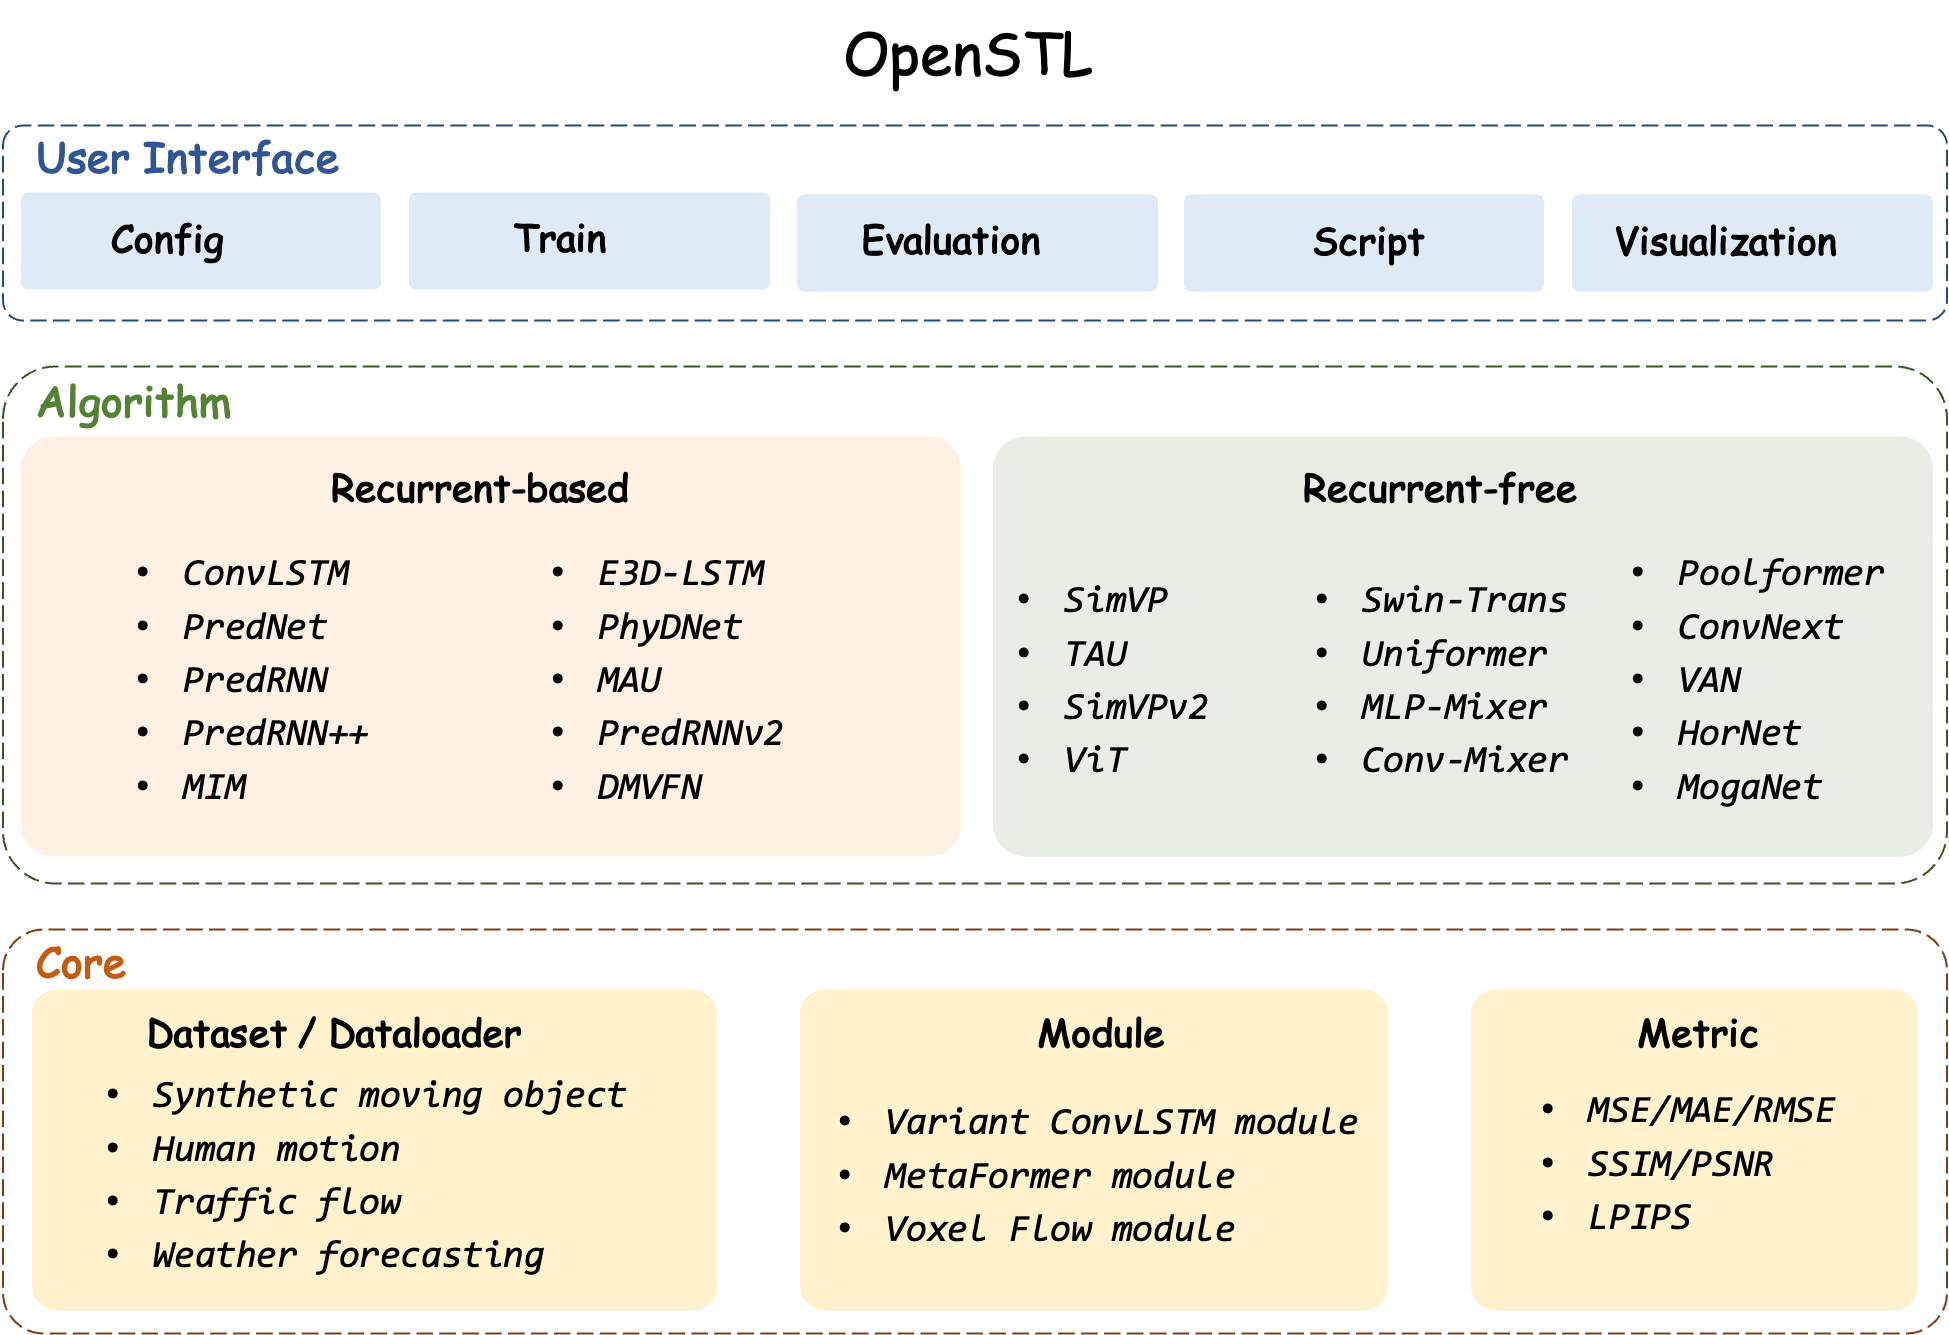 OpenSTL
User Interface
Config
Train
Evaluation
Script
Visualization
Algorithm
Recurrent-based
• ConvLSTM
• PredNet
• PredRNN
• PredRNN++
• MIM
• E3D-LSTM
• PhyDNet
• MAU
• PredRNNv2
• DMVFN
Recurrent-free
• SimVP
• TAU
• SimVPv2
• ViT
• Swin-Trans
• Uniformer
• MLP-Mixer
• Conv-Mixer
• Poolformer
• ConvNext
• VAN
• HorNet
• MogaNet
Core
Dataset / Dataloader
• Synthetic moving object
• Human motion
• Traffic flow
• Weather forecasting
Module
• Variant ConvLSTM module
• MetaFormer module
• Voxel Flow module
Metric
• MSE/MAE/RMSE
• SSIM/PSNR
• LPIPS